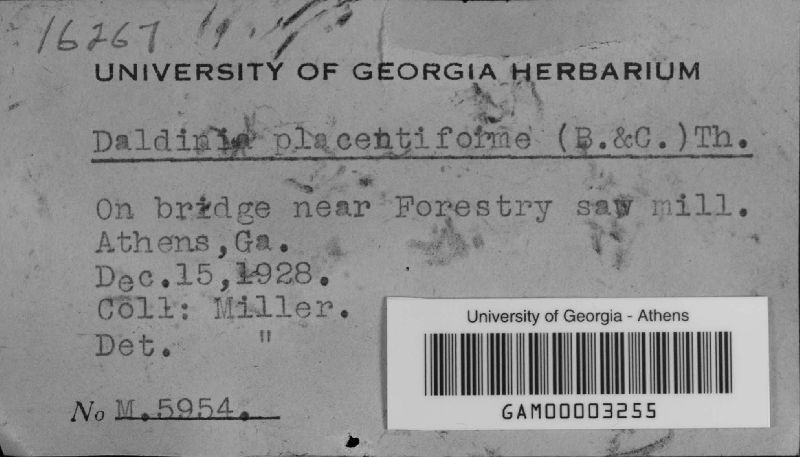 16267
UNIVERSITY OF GEORGIA HERBARIUM
Daldinia placentiforme (B.&C.)Th.
On bridge near Forestry saw mill.
Athens,Ga.
Dec.15,1928.
Coll: Miller.
Det. "
No M.5954.
University of Georgia - Athens
GAM00003255